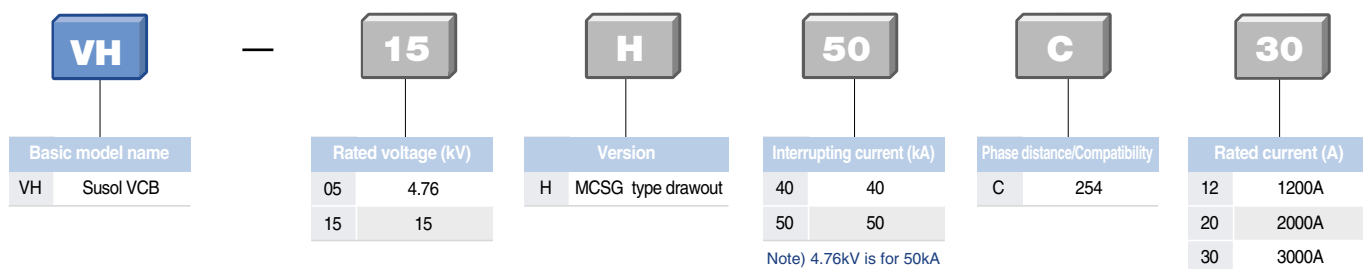 VH — 15 H 50 C 30
Basic model name
VH Susol VCB
Rated voltage (kV)
05 4.76
15 15
Version
H MCSG type drawout
Interrupting current (kA)
40 40
50 50
Note) 4.76kV is for 50kA
Phase distance/Compatibility
C 254
Rated current (A)
12 1200A
20 2000A
30 3000A